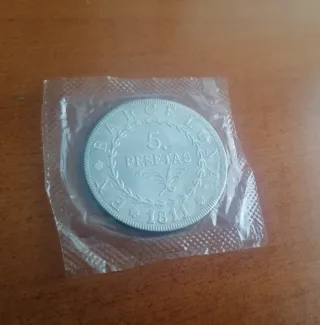 EN BARCELONA
5.
PESETAS
1811